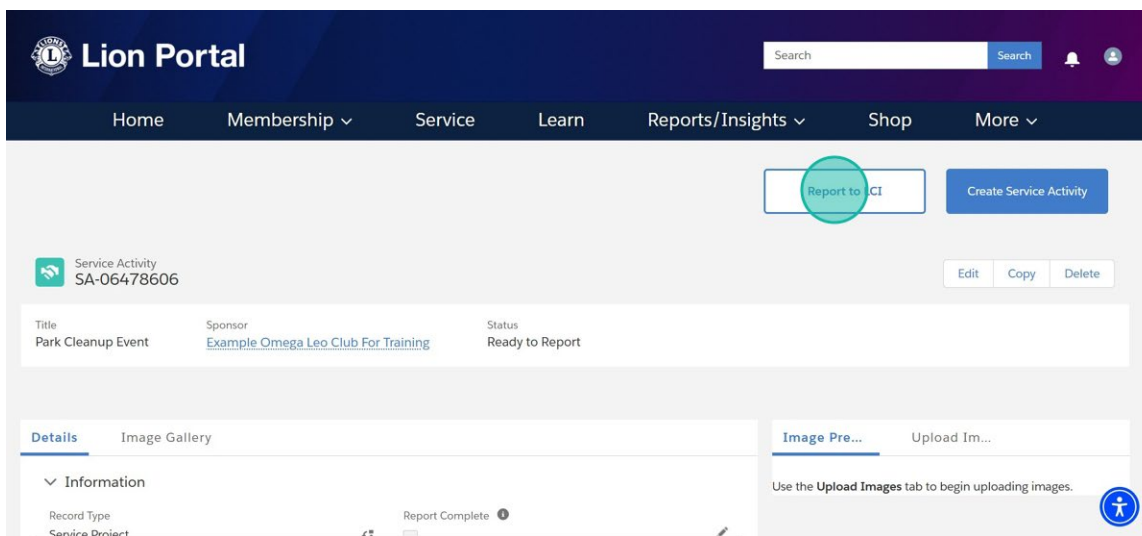 Lion Portal
Search Search
Home Membership Service Learn Reports/Insights Shop More
Report to LCI Create Service Activity
Service Activity
SA-06478606
Edit Copy Delete
Title Sponsor Status
Park Cleanup Event Example Omega Leo Club For Training Ready to Report
Details Image Gallery Image Pre... Upload Im...
Information
Use the Upload Images tab to begin uploading images.
Record Type Report Complete
Service Project